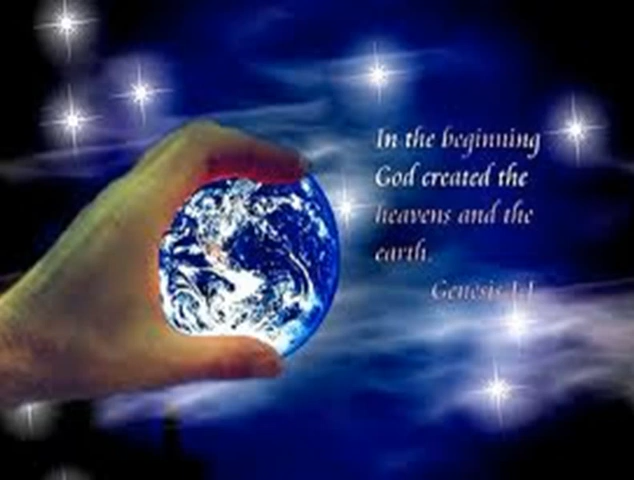 In the beginning
God created the
heavens and the
earth.
Genesis 1:1